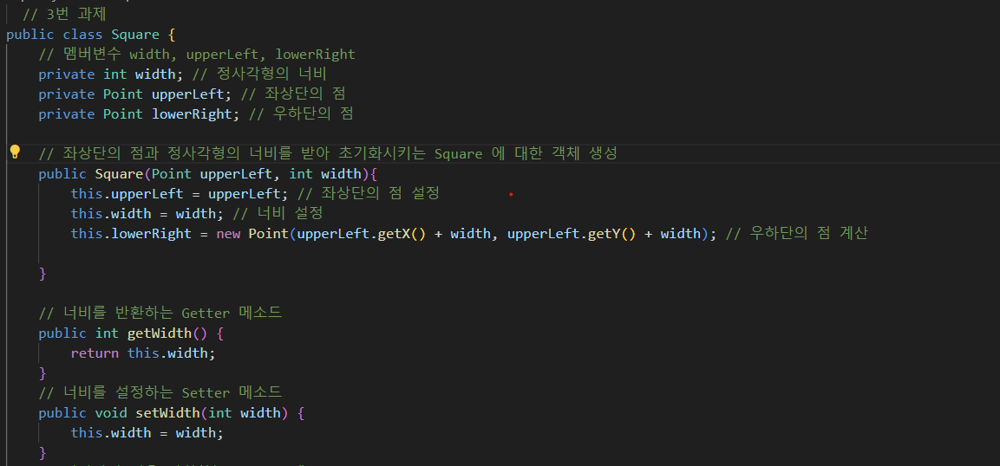 // 3번 과제
public class Square {
// 멤버변수 width, upperLeft, lowerRight
private int width; // 정사각형의 너비
private Point upperLeft; // 좌상단의 점
private Point lowerRight; // 우하단의 점
// 좌상단의 점과 정사각형의 너비를 받아 초기화시키는 Square 에 대한 객체 생성
public Square(Point upperLeft, int width){
this.upperLeft = upperLeft; // 좌상단의 점 설정
this.width = width; // 너비 설정
this.lowerRight = new Point(upperLeft.getX() + width, upperLeft.getY() + width); // 우하단의 점 계산
}
// 너비를 반환하는 Getter 메소드
public int getWidth() {
return this.width;
}
// 너비를 설정하는 Setter 메소드
public void setWidth(int width) {
this.width = width;
}